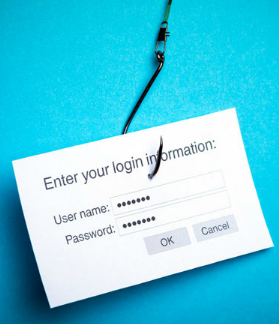 Enter your login information:
User name: •••••••
Password: •••••••
OK Cancel